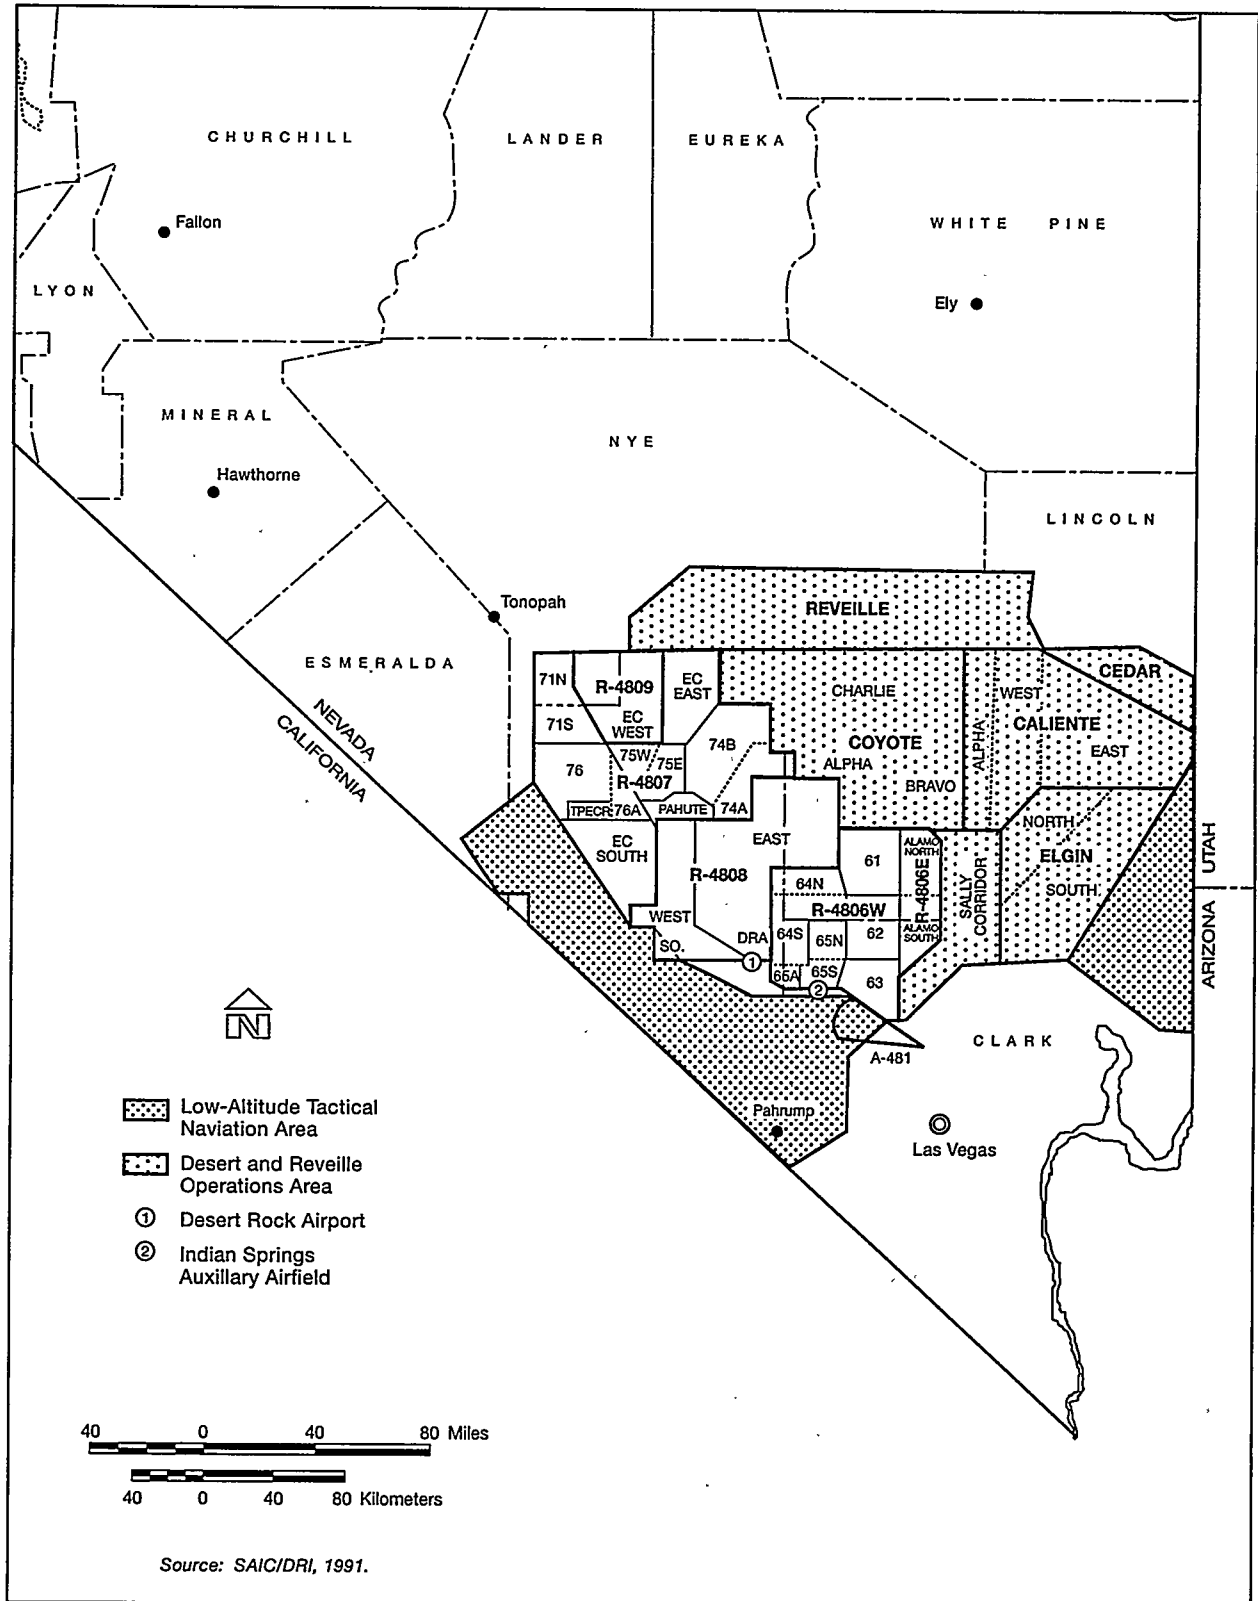 CHURCHILL
LANDER
EUREKA
WHITE PINE
Fallon
LYON
Ely
MINERAL
NYE
Hawthorne
LINCOLN
Tonopah
REVEILLE
ESMERALDA
NEVADA
CALIFORNIA
71N
R-4809
EC
EAST
CHARLIE
WEST
CEDAR
71S
EC
WEST
COYOTE
ALPHA
CALIENTE
EAST
75W
74B
76
75E
R-4807
ALPHA
BRAVO
TPECR
76A
PAHUTE
74A
NORTH
UTAH
EC
SOUTH
EAST
61
ALAMO
NORTH
ELGIN
R-4808
64N
R-4806E
SALLY
CORRIDOR
SOUTH
R-4806W
WEST
ALAMO
SOUTH
ARIZONA
SO.
DRA
64S
65N
62
1
65A
65S
63
2
N
A-481
CLARK
Pahrump
Las Vegas
Low-Altitude Tactical
Naviation Area
Desert and Reveille
Operations Area
1 Desert Rock Airport
2 Indian Springs
Auxillary Airfield
40 0 40 80 Miles
40 0 40 80 Kilometers
Source: SAIC/DRI, 1991.